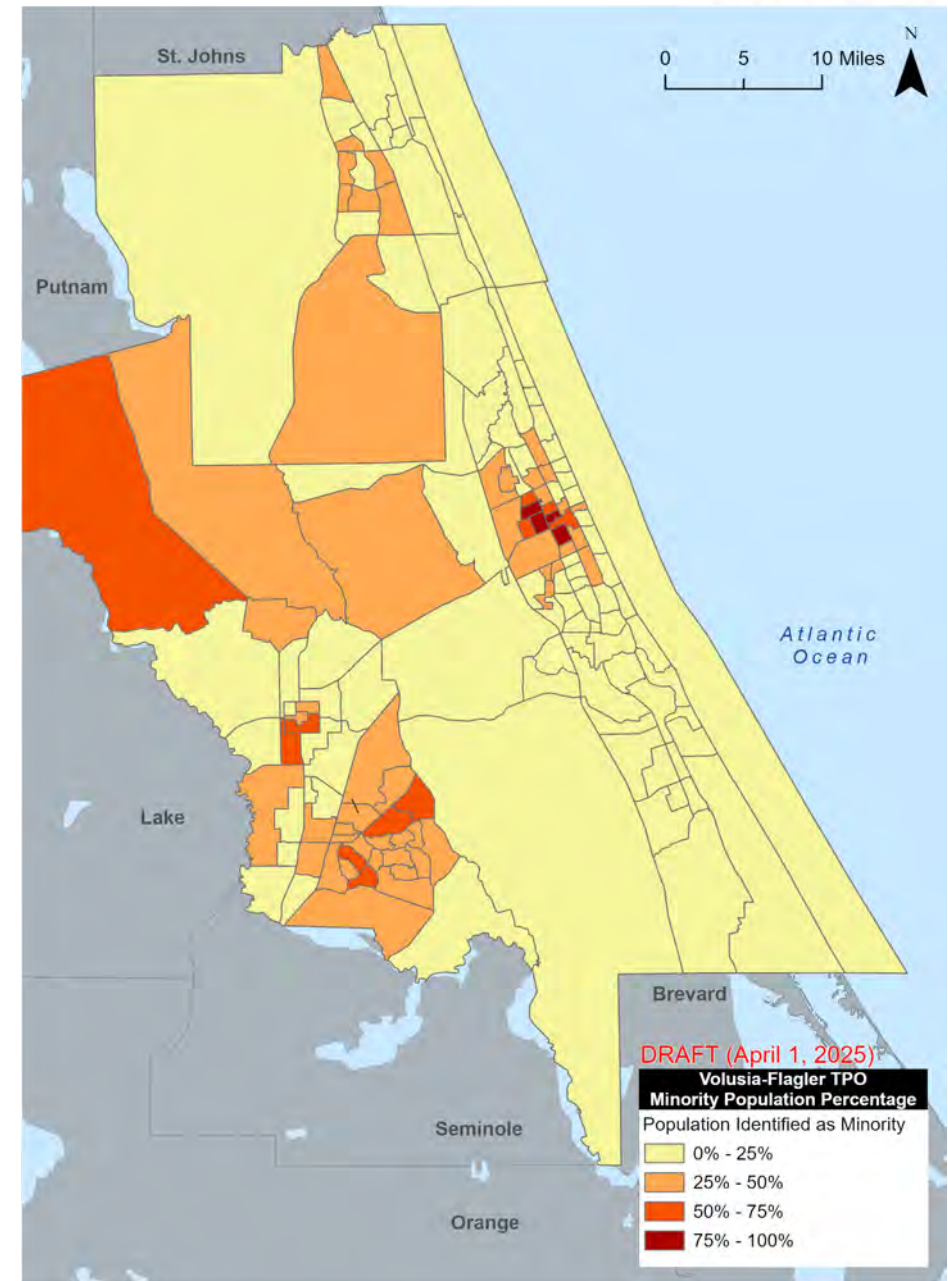 St. Johns
N
0 5 10 Miles
Putnam
Atlantic
Ocean
Lake
Brevard
DRAFT (April 1, 2025)
Volusia-Flagler TPO
Minority Population Percentage
Population Identified as Minority
0% - 25%
25% - 50%
50% - 75%
75% - 100%
Seminole
Orange